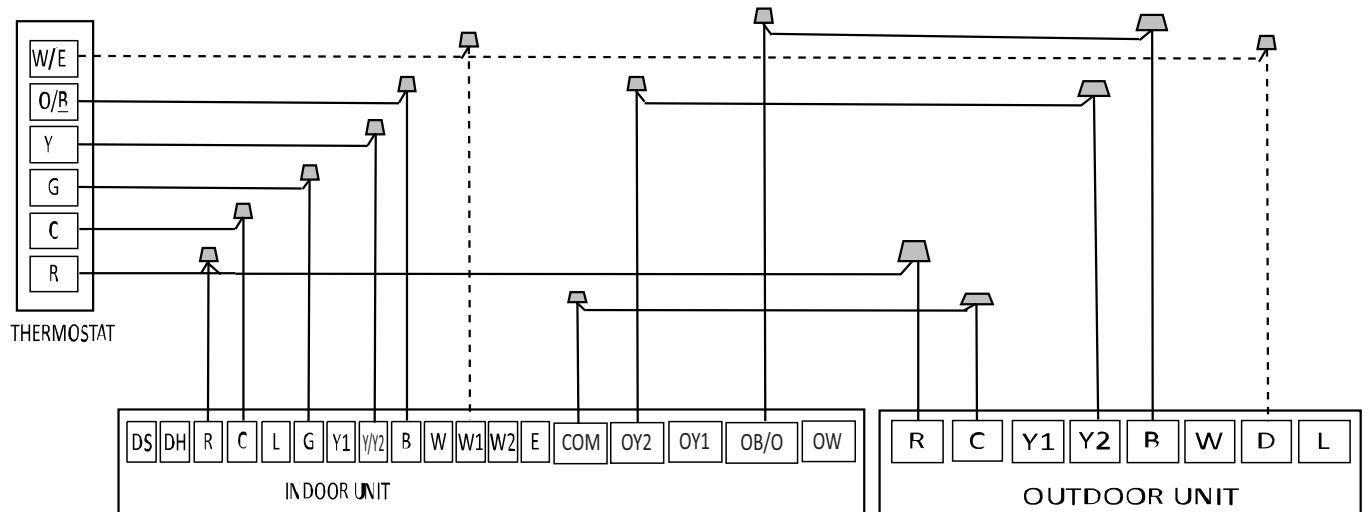 W/E
O/B
Y
G
C
R
THERMOSTAT
DS DH R C L G Y1 Y/Y2 B W W1 W2 E COM OY2 OY1 OB/O OW
INDOOR UNIT
R C Y1 Y2 B W D L
OUTDOOR UNIT